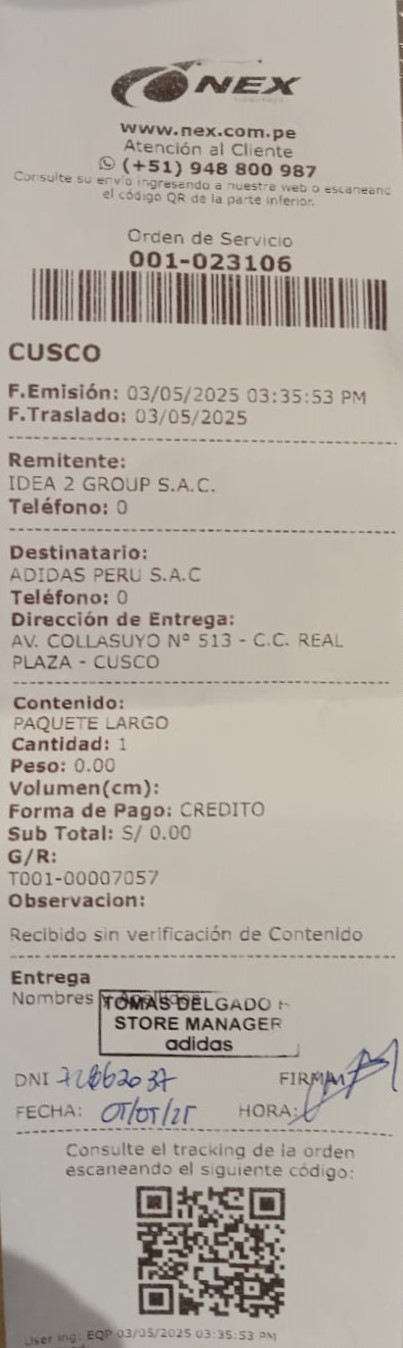 NEX
www.nex.com.pe
Atención al Cliente
(+51) 948 800 987
Consulte su envío ingresando a nuestra web o escaneand
el código QR de la parte inferior.
Orden de Servicio
001-023106
CUSCO
F.Emisión: 03/05/2025 03:35:53 PM
F.Traslado: 03/05/2025
Remitente:
IDEA 2 GROUP S.A.C.
Teléfono: 0
Destinatario:
ADIDAS PERU S.A.C
Teléfono: 0
Dirección de Entrega:
AV. COLLASUYO Nº 513 - C.C. REAL
PLAZA - CUSCO
Contenido:
PAQUETE LARGO
Cantidad: 1
Peso: 0.00
Volumen(cm):
Forma de Pago: CREDITO
Sub Total: S/ 0.00
G/R:
T001-00007057
Observacion:
Recibido sin verificación de Contenido
Entrega
Nombres
TOMAS DELGADO
STORE MANAGER
adidas
DNI FIRMA
FECHA: 05/05/25 HORA:
Consulte el tracking de la orden
escaneando el siguiente código:
User ing: EQP 03/05/2025 03:35:53 PM